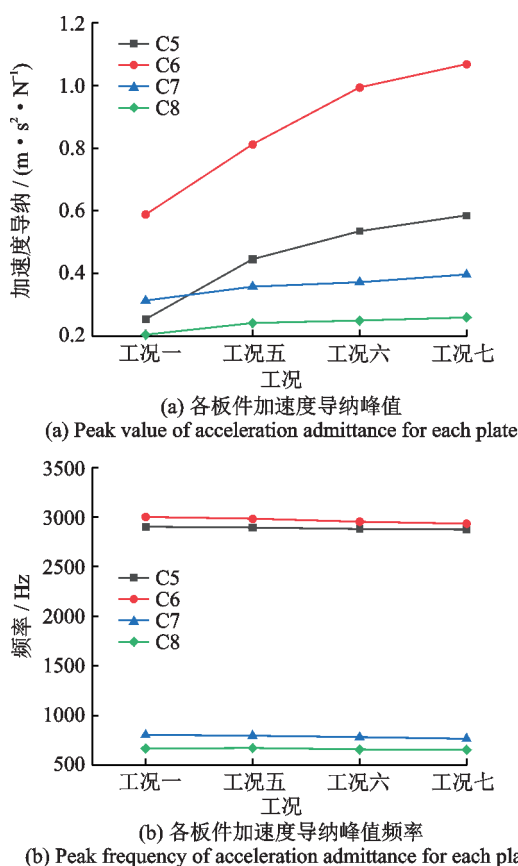 1.2
C5
C6
C7
C8
1.0
0.8
0.6
0.4
0.2
加速度导纳 / (m·s²·N⁻¹)
工况一 工况五 工况六 工况七
工况
(a) 各板件加速度导纳峰值
(a) Peak value of acceleration admittance for each plate
3500
3000
2500
C5
C6
C7
C8
2000
1500
1000
500
频率 / Hz
工况一 工况五 工况六 工况七
工况
(b) 各板件加速度导纳峰值频率
(b) Peak frequency of acceleration admittance for each pla